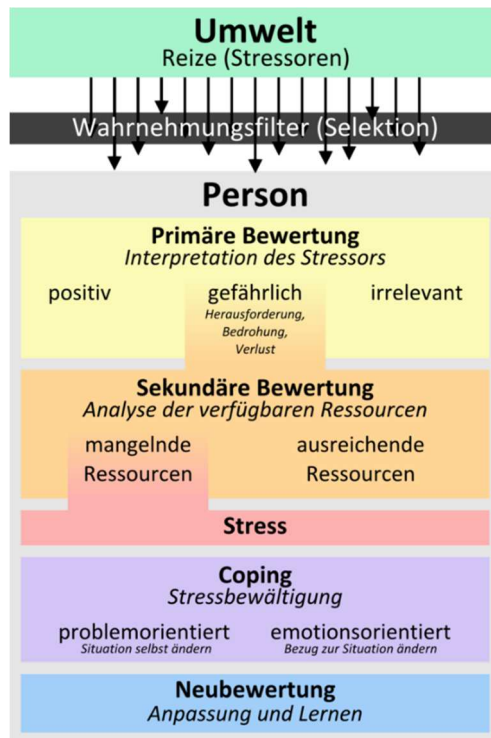 Umwelt
Reize (Stressoren)
Wahrnehmungsfilter (Selektion)
Person
Primäre Bewertung
Interpretation des Stressors
positiv
gefährlich
irrelevant
Herausforderung,
Bedrohung,
Verlust
Sekundäre Bewertung
Analyse der verfügbaren Ressourcen
mangelnde
Ressourcen
ausreichende
Ressourcen
Stress
Coping
Stressbewältigung
problemorientiert
Situation selbst ändern
emotionsorientiert
Bezug zur Situation ändern
Neubewertung
Anpassung und Lernen